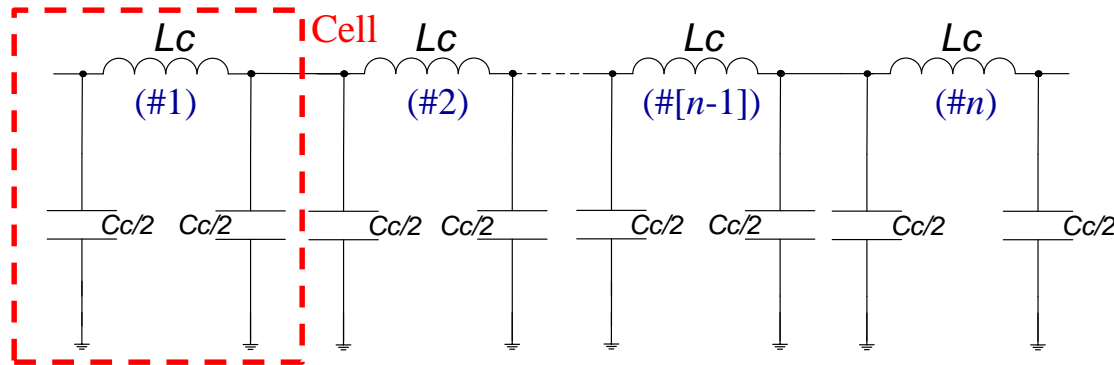 Cell
Lc Lc Lc Lc
(#1) (#2) (#[n-1]) (#n)
Cc/2 Cc/2 Cc/2 Cc/2 Cc/2 Cc/2 Cc/2 Cc/2